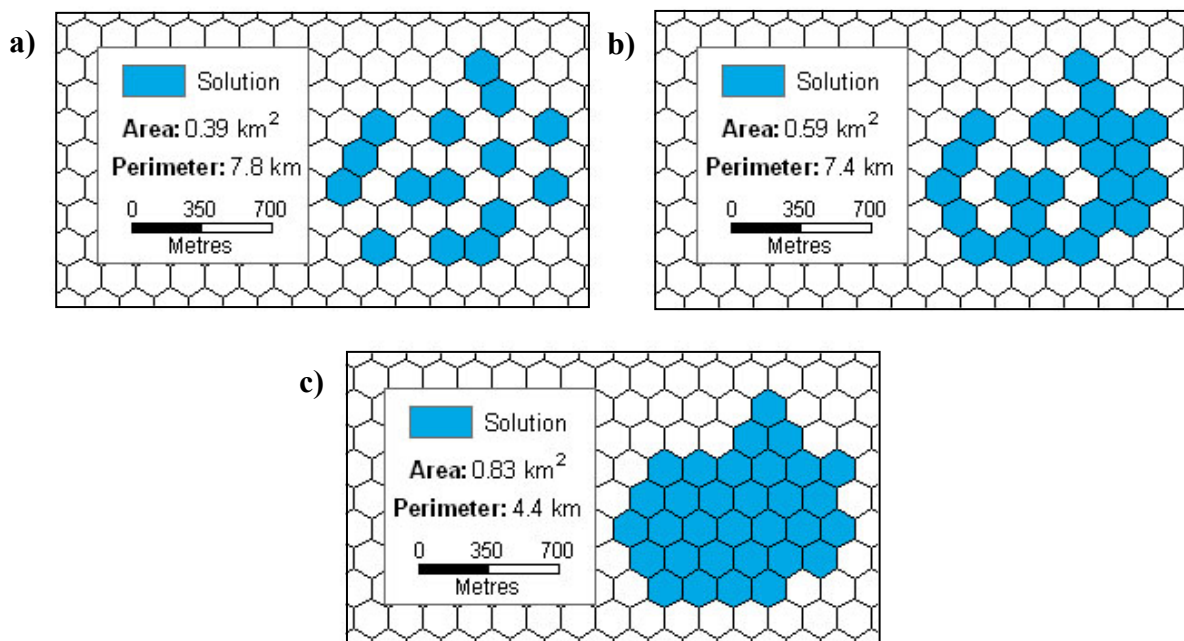 a)
Solution
Area: 0.39 km²
Perimeter: 7.8 km
0 350 700
Metres
b)
Solution
Area: 0.59 km²
Perimeter: 7.4 km
0 350 700
Metres
c)
Solution
Area: 0.83 km²
Perimeter: 4.4 km
0 350 700
Metres